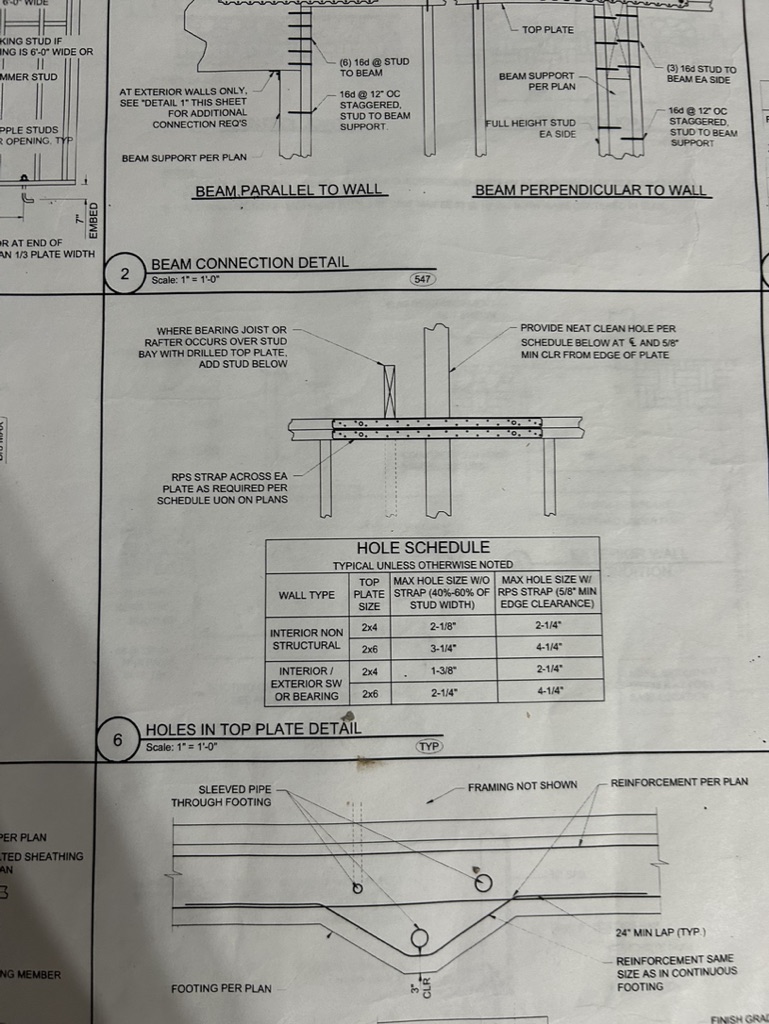 6'-0" WIDE
KING STUD IF
NG IS 6'-0" WIDE OR
MMER STUD
PPLE STUDS
R OPENING, TYP
7"
EMBED
OR AT END OF
AN 1/3 PLATE WIDTH
(6) 16d @ STUD
TO BEAM
AT EXTERIOR WALLS ONLY,
SEE "DETAIL 1" THIS SHEET
FOR ADDITIONAL
CONNECTION REQ'S
16d @ 12" OC
STAGGERED,
STUD TO BEAM
SUPPORT.
BEAM SUPPORT PER PLAN
BEAM PARALLEL TO WALL
TOP PLATE
BEAM SUPPORT
PER PLAN
(3) 16d STUD TO
BEAM EA SIDE
FULL HEIGHT STUD
EA SIDE
16d @ 12" OC
STAGGERED,
STUD TO BEAM
SUPPORT
BEAM PERPENDICULAR TO WALL
2
BEAM CONNECTION DETAIL
Scale: 1" = 1'-0"
547
WHERE BEARING JOIST OR
RAFTER OCCURS OVER STUD
BAY WITH DRILLED TOP PLATE,
ADD STUD BELOW
PROVIDE NEAT CLEAN HOLE PER
SCHEDULE BELOW AT ℄ AND 5/8"
MIN CLR FROM EDGE OF PLATE
RPS STRAP ACROSS EA
PLATE AS REQUIRED PER
SCHEDULE UON ON PLANS
HOLE SCHEDULE
TYPICAL UNLESS OTHERWISE NOTED
WALL TYPE
TOP
PLATE
SIZE
MAX HOLE SIZE W/O
STRAP (40%-60% OF
STUD WIDTH)
MAX HOLE SIZE W/
RPS STRAP (5/8" MIN
EDGE CLEARANCE)
INTERIOR NON
STRUCTURAL
2x4
2-1/8"
2-1/4"
2x6
3-1/4"
4-1/4"
INTERIOR /
EXTERIOR SW
OR BEARING
2x4
1-3/8"
2-1/4"
2x6
2-1/4"
4-1/4"
6
HOLES IN TOP PLATE DETAIL
Scale: 1" = 1'-0"
TYP
SLEEVED PIPE
THROUGH FOOTING
FRAMING NOT SHOWN
REINFORCEMENT PER PLAN
24" MIN LAP (TYP.)
REINFORCEMENT SAME
SIZE AS IN CONTINUOUS
FOOTING
FOOTING PER PLAN
3"
CLR
PER PLAN
TED SHEATHING
AN
3
NG MEMBER
FINISH GRA